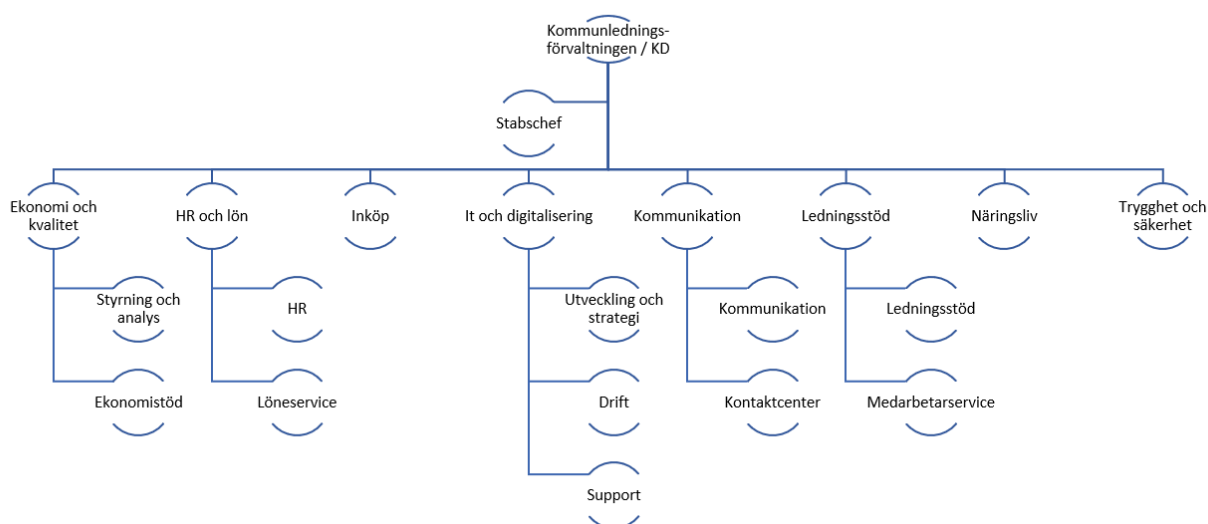 Kommunlednings-
förvaltningen / KD
Stabschef
Ekonomi och
kvalitet
HR och lön
Inköp
It och digitalisering
Kommunikation
Ledningsstöd
Näringsliv
Trygghet och
säkerhet
Styrning och
analys
HR
Utveckling och
strategi
Kommunikation
Ledningsstöd
Ekonomistöd
Löneservice
Drift
Kontaktcenter
Medarbetarservice
Support